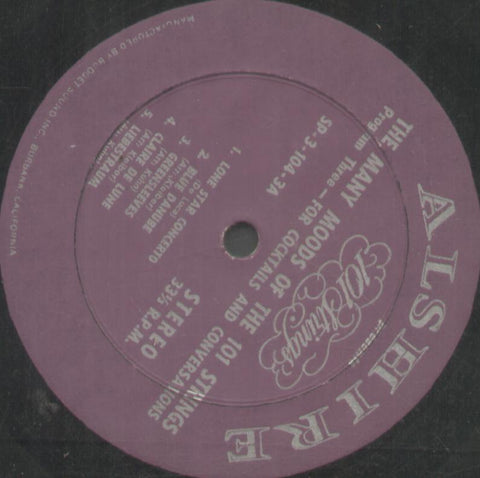 ALSHIRE
101 Strings
THE MANY MOODS OF THE 101 STRINGS
Program Three—FOR COCKTAILS AND CONVERSATIONS
SP-3-104-3A
STEREO
33⅓ R.P.M.
1. LONE STAR CONCERTO
2. BLUE DANUBE
3. GREENSLEEVES
4. CLAIRE DE LUNE
5. LIEBESTRAUM
MANUFACTURED BY BUDGET SOUND INC., BURBANK, CALIFORNIA